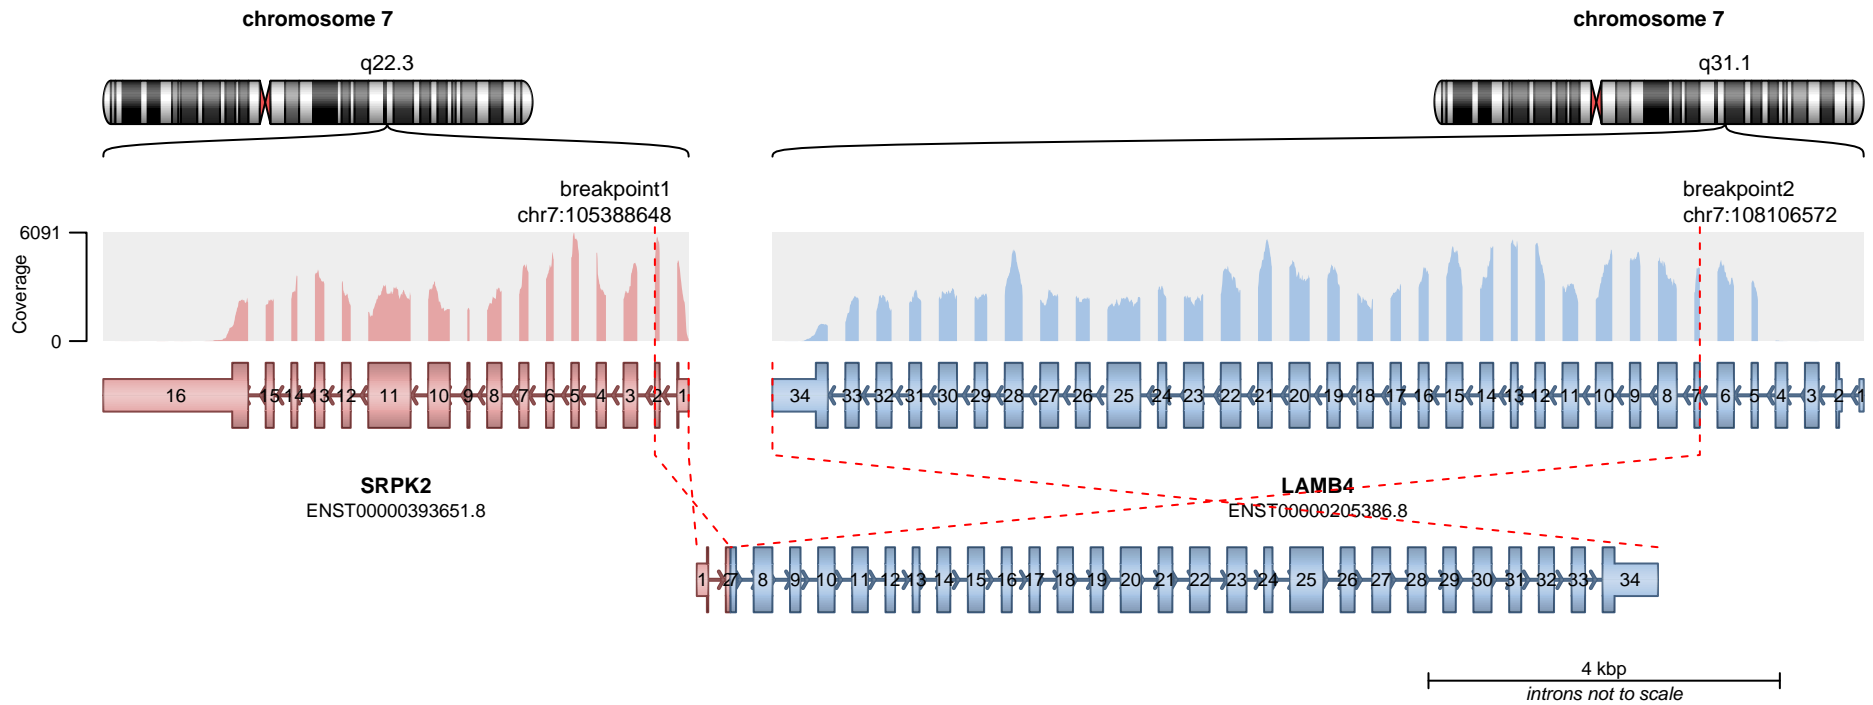 chromosome 7
chromosome 7
q22.3
q31.1
breakpoint1
chr7:105388648
breakpoint2
chr7:108106572
6091
Coverage
0
16 15 14 13 12 11 10 9 8 7 6 5 4 3 2 1
34 33 32 31 30 29 28 27 26 25 24 23 22 21 20 19 18 17 16 15 14 13 12 11 10 9 8 7 6 5 4 3 2 1
SRPK2
ENST00000393651.8
LAMB4
ENST00000205386.8
1 2 7 8 9 10 11 12 13 14 15 16 17 18 19 20 21 22 23 24 25 26 27 28 29 30 31 32 33 34
4 kbp
introns not to scale